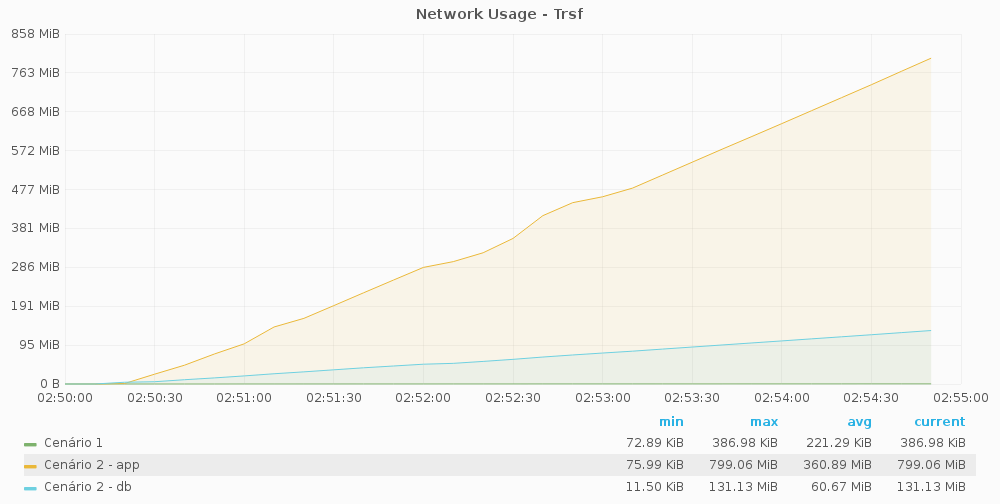 Network Usage - Trsf
858 MiB
763 MiB
668 MiB
572 MiB
477 MiB
381 MiB
286 MiB
191 MiB
95 MiB
0 B
02:50:00 02:50:30 02:51:00 02:51:30 02:52:00 02:52:30 02:53:00 02:53:30 02:54:00 02:54:30 02:55:00
min max avg current
Cenário 1 72.89 KiB 386.98 KiB 221.29 KiB 386.98 KiB
Cenário 2 - app 75.99 KiB 799.06 MiB 360.89 MiB 799.06 MiB
Cenário 2 - db 11.50 KiB 131.13 MiB 60.67 MiB 131.13 MiB